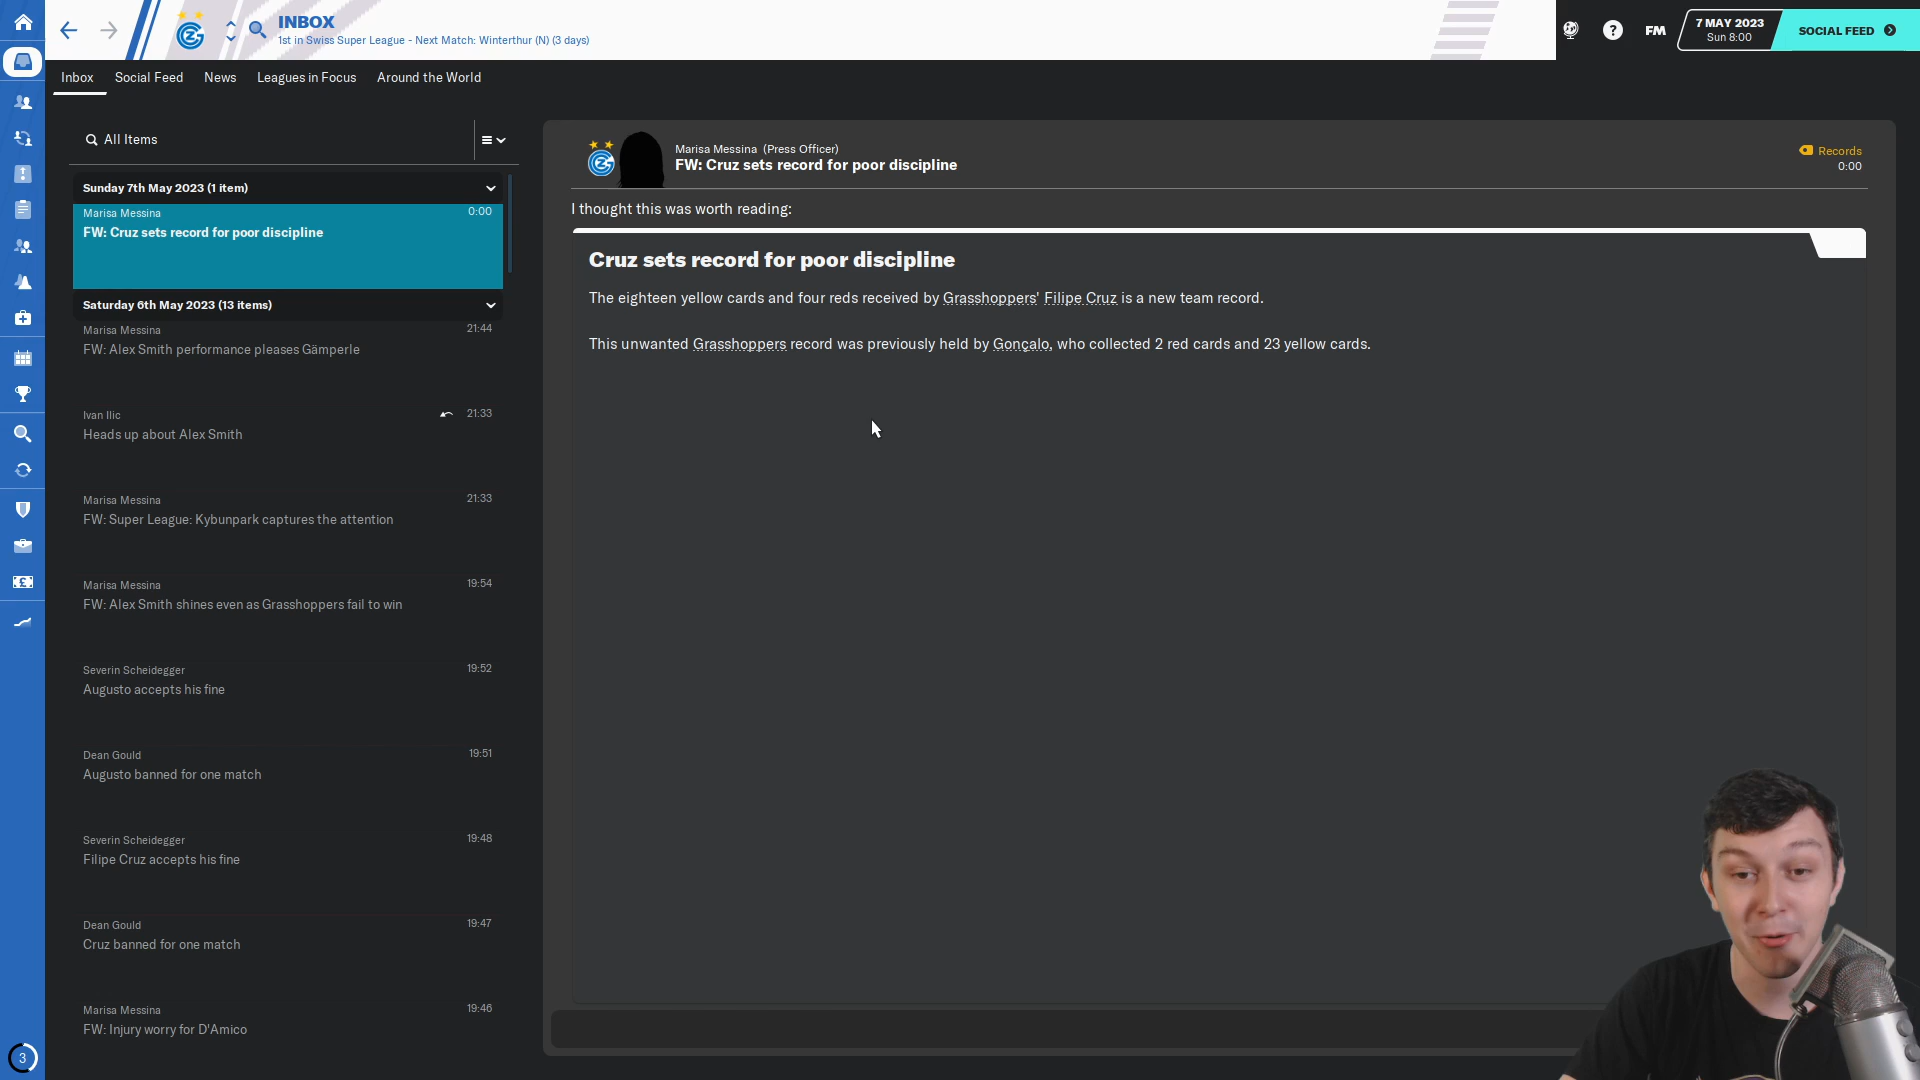 INBOX
1st in Swiss Super League - Next Match: Winterthur (N) (3 days)
?
FM
7 MAY 2023
Sun 8:00
SOCIAL FEED
Inbox
Social Feed
News
Leagues in Focus
Around the World
All Items
Sunday 7th May 2023 (1 item)
Marisa Messina
0:00
FW: Cruz sets record for poor discipline
Saturday 6th May 2023 (13 items)
Marisa Messina
21:44
FW: Alex Smith performance pleases Gämperle
Ivan Ilic
21:33
Heads up about Alex Smith
Marisa Messina
21:33
FW: Super League: Kybunpark captures the attention
Marisa Messina
19:54
FW: Alex Smith shines even as Grasshoppers fail to win
Severin Scheidegger
19:52
Augusto accepts his fine
Dean Gould
19:51
Augusto banned for one match
Severin Scheidegger
19:48
Filipe Cruz accepts his fine
Dean Gould
19:47
Cruz banned for one match
Marisa Messina
19:46
FW: Injury worry for D'Amico
3
Marisa Messina (Press Officer)
FW: Cruz sets record for poor discipline
Records
0:00
I thought this was worth reading:
Cruz sets record for poor discipline
The eighteen yellow cards and four reds received by Grasshoppers' Filipe Cruz is a new team record.
This unwanted Grasshoppers record was previously held by Gonçalo, who collected 2 red cards and 23 yellow cards.